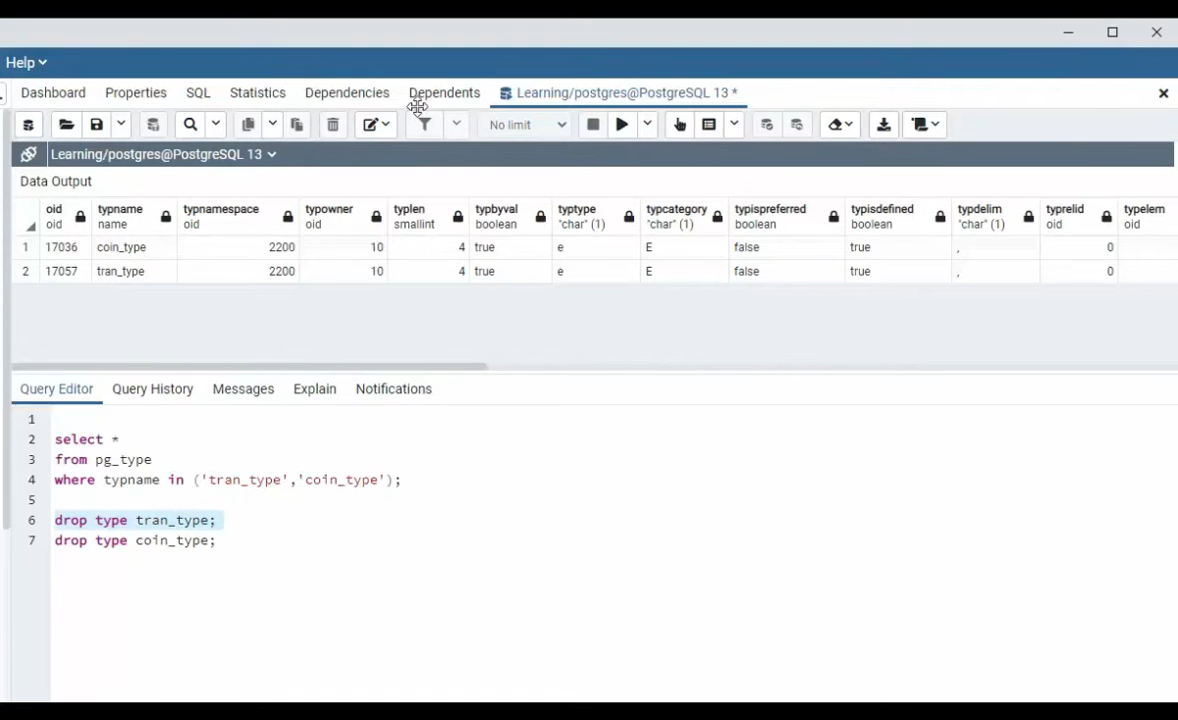 Help
Dashboard Properties SQL Statistics Dependencies Dependents Learning/postgres@PostgreSQL 13 *
No limit
Learning/postgres@PostgreSQL 13
Data Output
oid typname typnamespace typowner typlen typbyval typtype typcategory typispreferred typisdefined typdelim typrelid typelem
oid name oid oid smallint boolean "char" (1) "char" (1) boolean boolean "char" (1) oid oid
1 17036 coin_type 2200 10 4 true e E false true , 0
2 17057 tran_type 2200 10 4 true e E false true , 0
Query Editor Query History Messages Explain Notifications
1
2 select *
3 from pg_type
4 where typname in ('tran_type','coin_type');
5
6 drop type tran_type;
7 drop type coin_type;